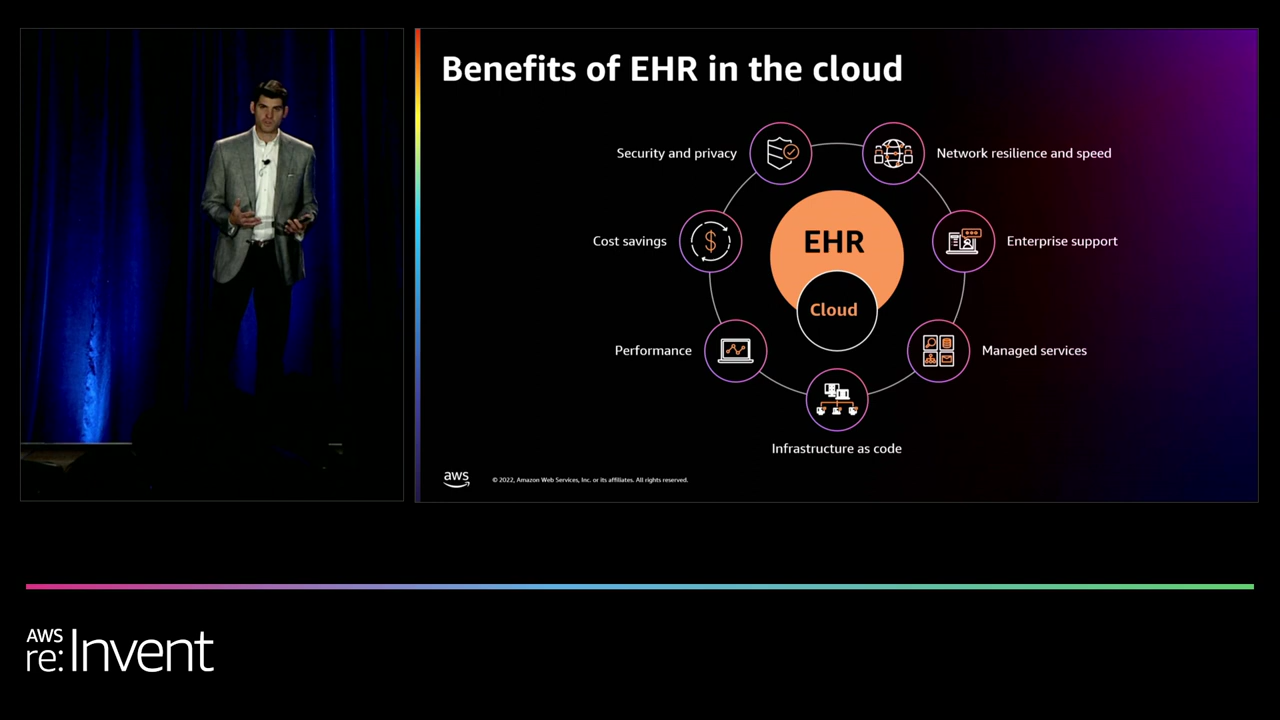 Benefits of EHR in the cloud
Security and privacy
Network resilience and speed
Cost savings
EHR
Enterprise support
Cloud
Performance
Managed services
Infrastructure as code
aws
© 2022, Amazon Web Services, Inc. or its affiliates. All rights reserved.
AWS
re:Invent